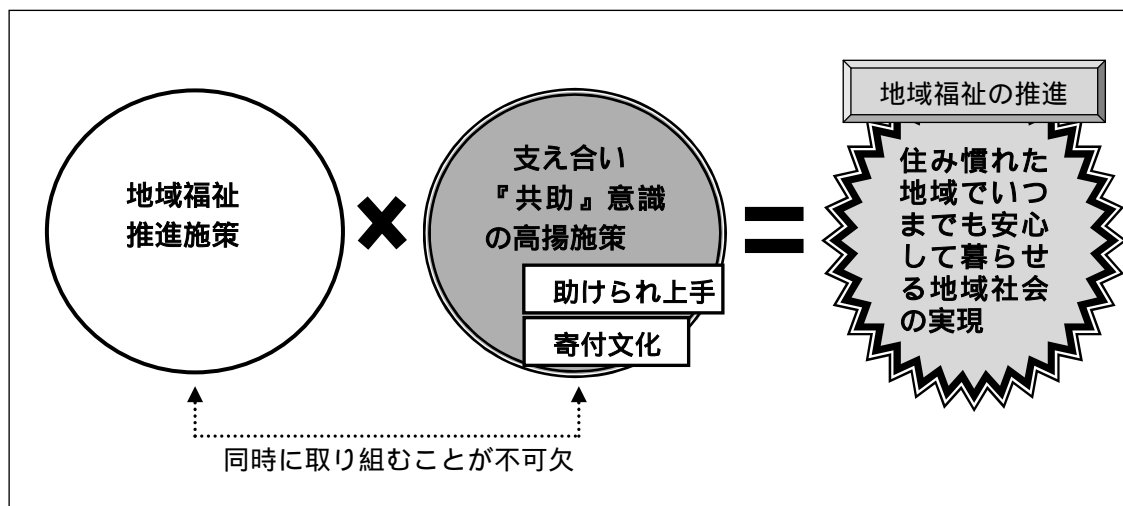 地域福祉
推進施策
×
支え合い
『共助』意識
の高揚施策
助けられ上手
寄付文化
=
地域福祉の推進
住み慣れた
地域でいつ
までも安心
して暮らせ
る地域社会
の実現
同時に取り組むことが不可欠